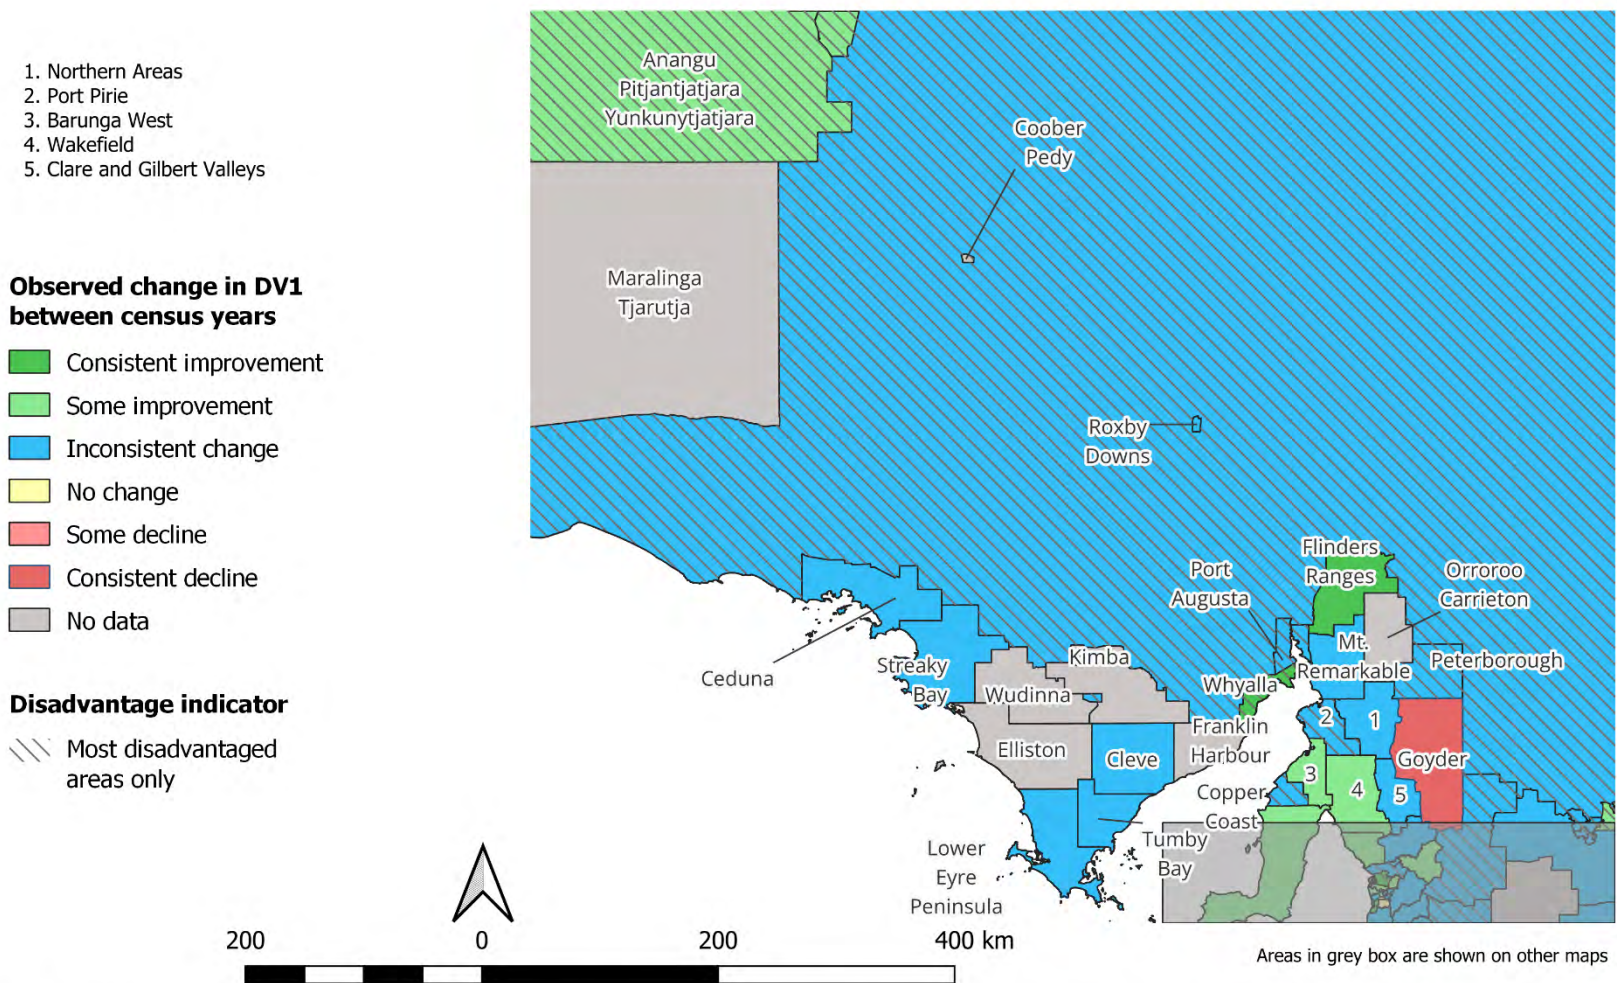 1. Northern Areas
2. Port Pirie
3. Barunga West
4. Wakefield
5. Clare and Gilbert Valleys
Observed change in DV1
between census years
Consistent improvement
Some improvement
Inconsistent change
No change
Some decline
Consistent decline
No data
Disadvantage indicator
Most disadvantaged
areas only
Anangu
Pitjantjatjara
Yunkunytjatjara
Coober
Pedy
Maralinga
Tjarutja
Roxby
Downs
Flinders
Ranges
Port
Augusta
Orroroo
Carrieton
Mt.
Remarkable
Peterborough
Ceduna
Streaky
Bay
Wudinna
Kimba
Whyalla
Franklin
Harbour
Elliston
Cleve
2
1
Goyder
3
4
5
Copper
Coast
Tumby
Bay
Lower
Eyre
Peninsula
200
0
200
400 km
Areas in grey box are shown on other maps